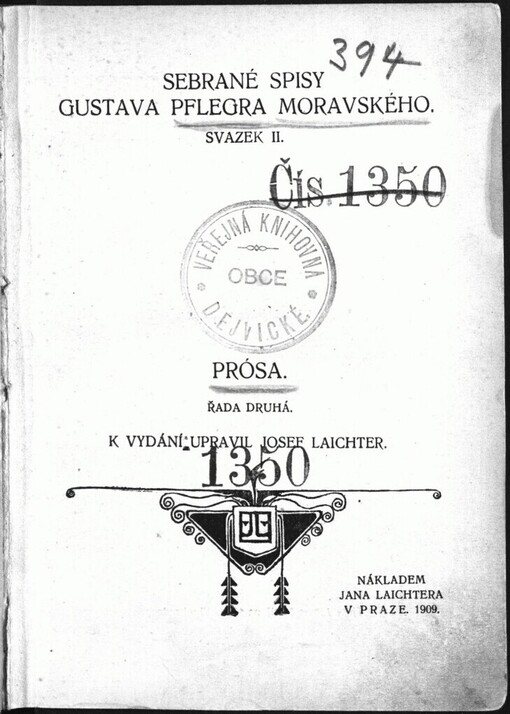 394
SEBRANÉ SPISY
GUSTAVA PFLEGRA MORAVSKÉHO.
SVAZEK II.
Čís. 1350
VEŘEJNÁ KNIHOVNA
OBCE
DEJVICKÉ.
PRÓSA.
ŘADA DRUHÁ.
K VYDÁNÍ UPRAVIL JOSEF LAICHTER.
1350
NÁKLADEM
JANA LAICHTERA
V PRAZE. 1909.